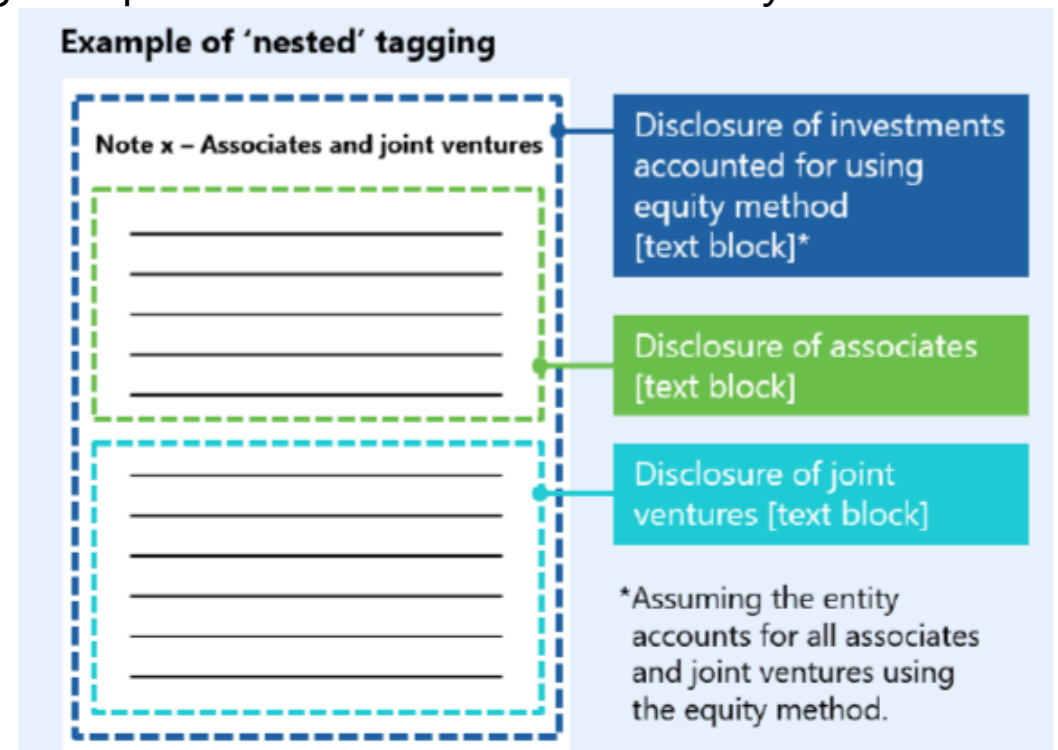 Example of ‘nested’ tagging
Note x – Associates and joint ventures
Disclosure of investments
accounted for using
equity method
[text block]*
Disclosure of associates
[text block]
Disclosure of joint
ventures [text block]
*Assuming the entity
accounts for all associates
and joint ventures using
the equity method.